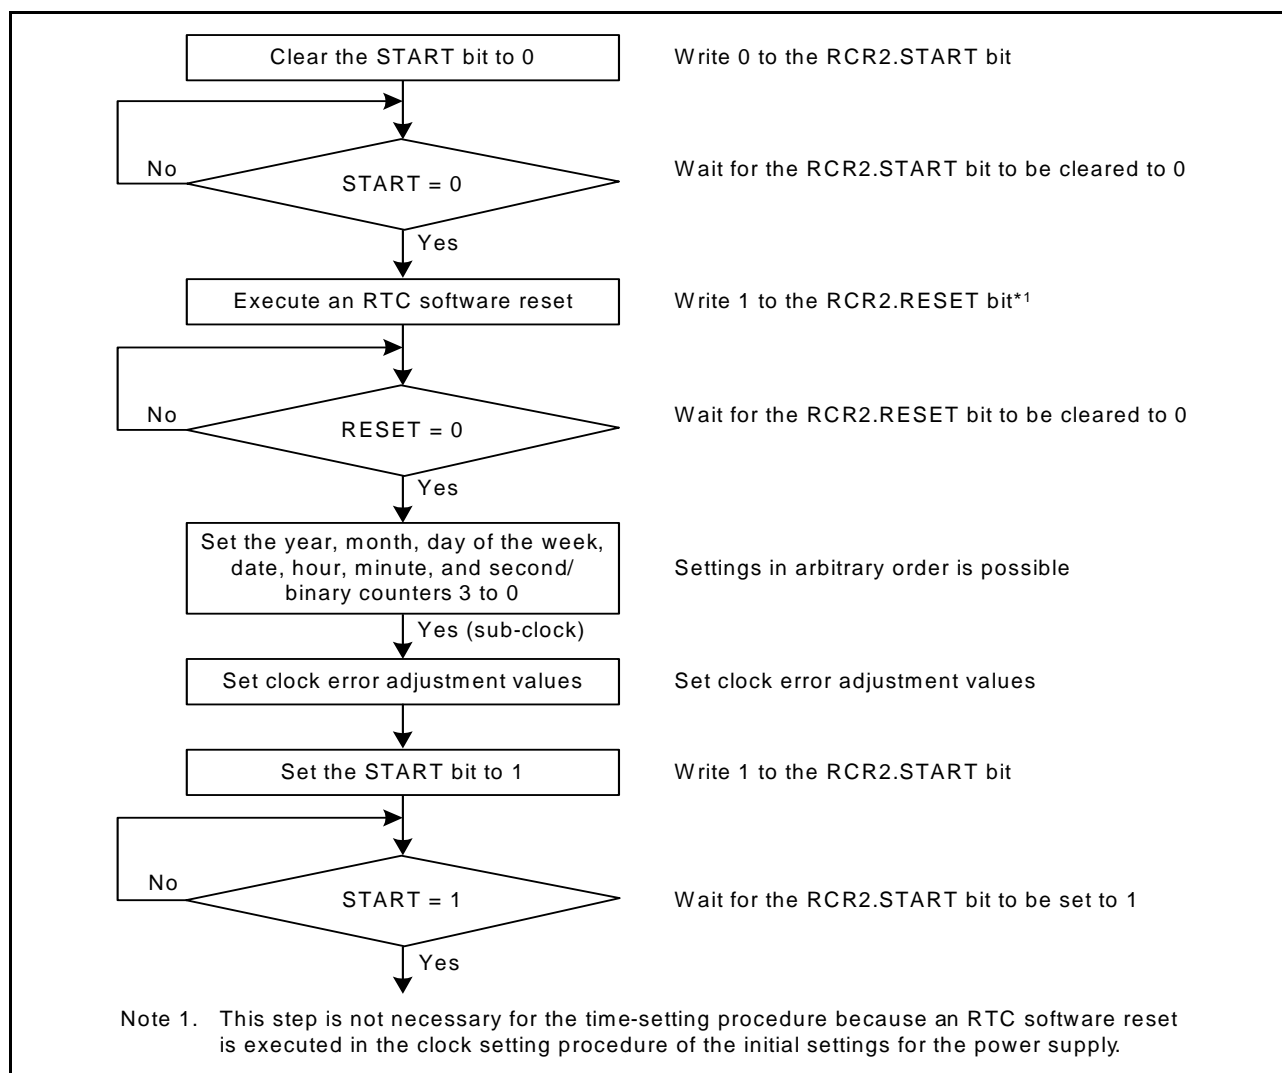 Clear the START bit to 0
Write 0 to the RCR2.START bit
No
START = 0
Wait for the RCR2.START bit to be cleared to 0
Yes
Execute an RTC software reset
Write 1 to the RCR2.RESET bit*1
No
RESET = 0
Wait for the RCR2.RESET bit to be cleared to 0
Yes
Set the year, month, day of the week,
date, hour, minute, and second/
binary counters 3 to 0
Settings in arbitrary order is possible
Yes (sub-clock)
Set clock error adjustment values
Set clock error adjustment values
Set the START bit to 1
Write 1 to the RCR2.START bit
No
START = 1
Wait for the RCR2.START bit to be set to 1
Yes
Note 1. This step is not necessary for the time-setting procedure because an RTC software reset
is executed in the clock setting procedure of the initial settings for the power supply.